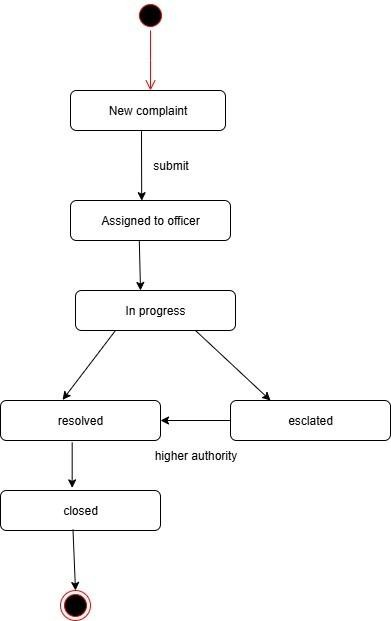 New complaint
submit
Assigned to officer
In progress
resolved
esclated
higher authority
closed